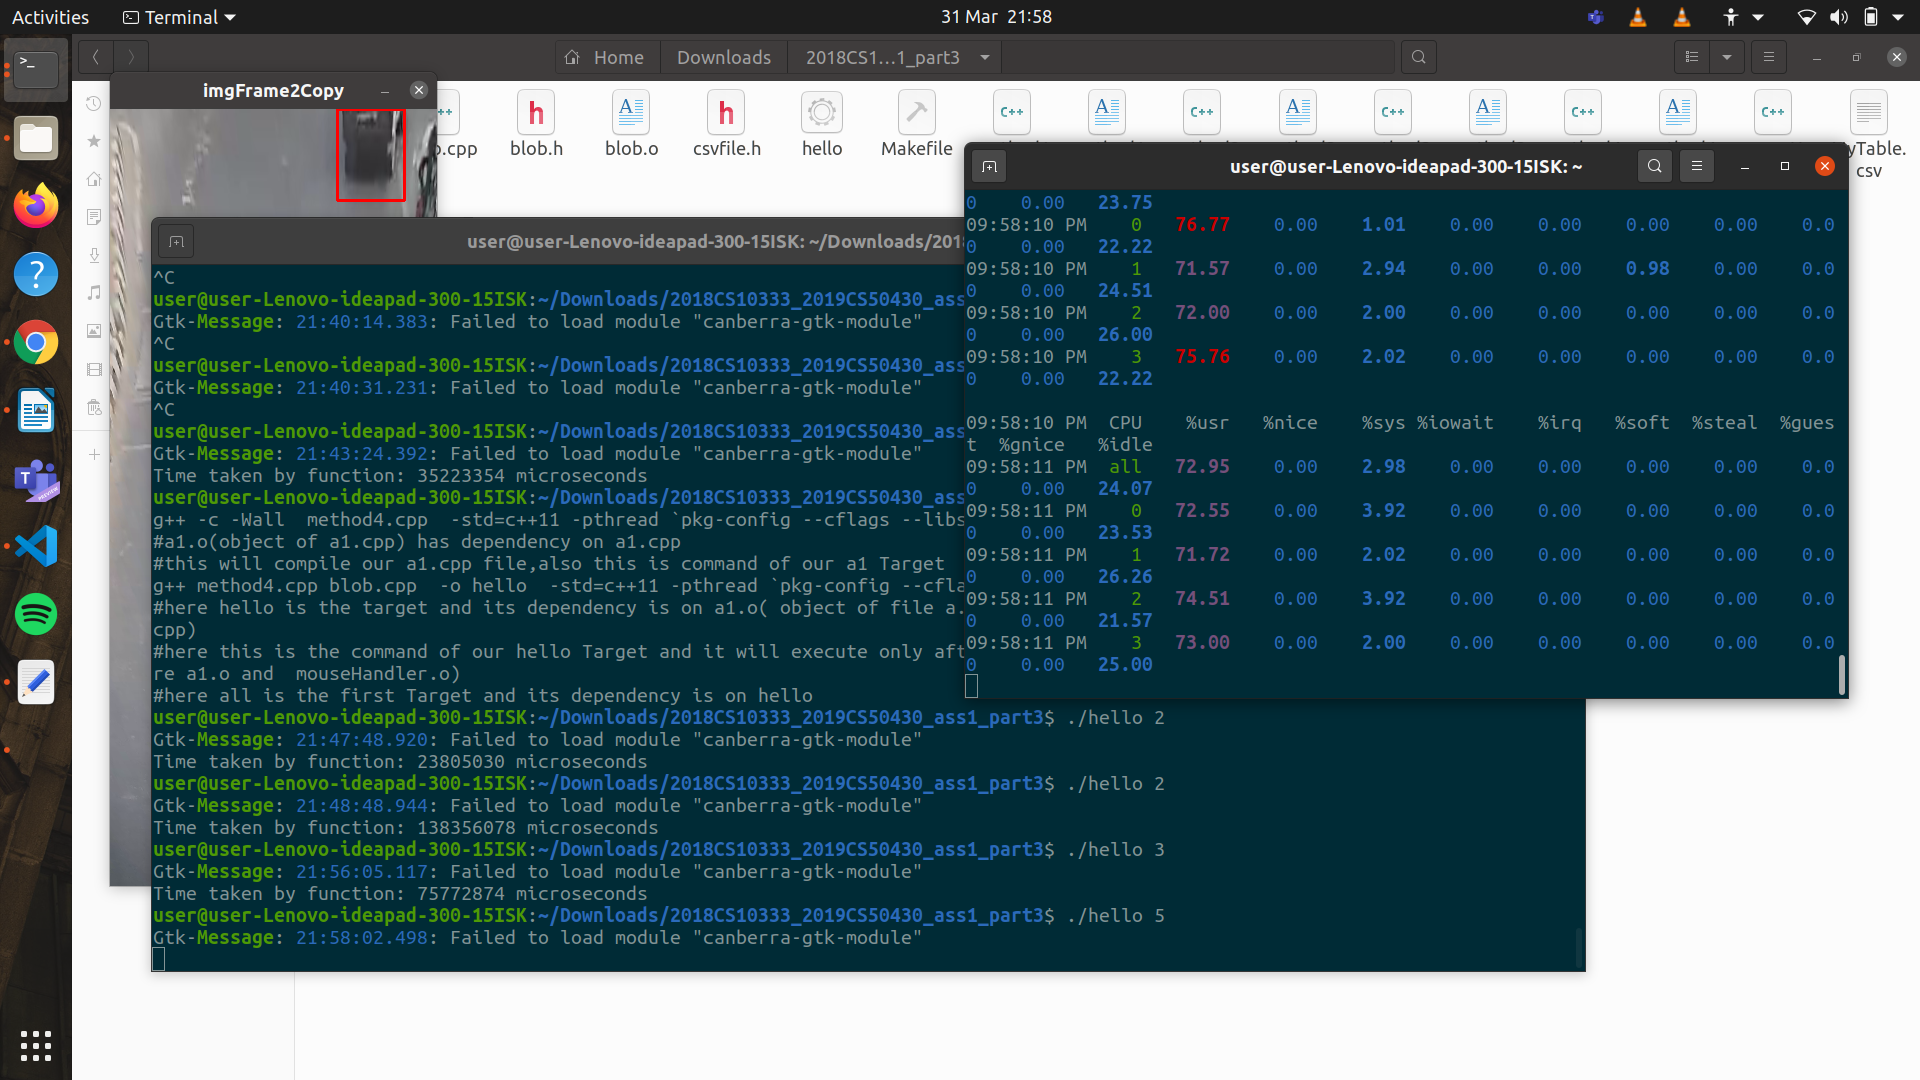 Activities
Terminal
31 Mar 21:58
Home
Downloads
2018CS1…1_part3
imgFrame2Copy
blob.h
blob.o
csvfile.h
hello
Makefile
csv
user@user-Lenovo-ideapad-300-15ISK: ~/Downloads/201
^C
user@user-Lenovo-ideapad-300-15ISK:~/Downloads/2018CS10333_2019CS50430_ass
Gtk-Message: 21:40:14.383: Failed to load module "canberra-gtk-module"
^C
user@user-Lenovo-ideapad-300-15ISK:~/Downloads/2018CS10333_2019CS50430_ass
Gtk-Message: 21:40:31.231: Failed to load module "canberra-gtk-module"
^C
user@user-Lenovo-ideapad-300-15ISK:~/Downloads/2018CS10333_2019CS50430_ass
Gtk-Message: 21:43:24.392: Failed to load module "canberra-gtk-module"
Time taken by function: 35223354 microseconds
user@user-Lenovo-ideapad-300-15ISK:~/Downloads/2018CS10333_2019CS50430_ass
g++ -c -Wall  method4.cpp  -std=c++11 -pthread `pkg-config --cflags --libs
#a1.o(object of a1.cpp) has dependency on a1.cpp
#this will compile our a1.cpp file,also this is command of our a1 Target
g++ method4.cpp blob.cpp  -o hello  -std=c++11 -pthread `pkg-config --cfla
#here hello is the target and its dependency is on a1.o( object of file a.
cpp)
#here this is the command of our hello Target and it will execute only aft
re a1.o and  mouseHandler.o)
#here all is the first Target and its dependency is on hello
user@user-Lenovo-ideapad-300-15ISK:~/Downloads/2018CS10333_2019CS50430_ass1_part3$ ./hello 2
Gtk-Message: 21:47:48.920: Failed to load module "canberra-gtk-module"
Time taken by function: 23805030 microseconds
user@user-Lenovo-ideapad-300-15ISK:~/Downloads/2018CS10333_2019CS50430_ass1_part3$ ./hello 2
Gtk-Message: 21:48:48.944: Failed to load module "canberra-gtk-module"
Time taken by function: 138356078 microseconds
user@user-Lenovo-ideapad-300-15ISK:~/Downloads/2018CS10333_2019CS50430_ass1_part3$ ./hello 3
Gtk-Message: 21:56:05.117: Failed to load module "canberra-gtk-module"
Time taken by function: 75772874 microseconds
user@user-Lenovo-ideapad-300-15ISK:~/Downloads/2018CS10333_2019CS50430_ass1_part3$ ./hello 5
Gtk-Message: 21:58:02.498: Failed to load module "canberra-gtk-module"
user@user-Lenovo-ideapad-300-15ISK: ~
0 0.00 23.75
09:58:10 PM 0 76.77 0.00 1.01 0.00 0.00 0.00 0.00 0.0
0 0.00 22.22
09:58:10 PM 1 71.57 0.00 2.94 0.00 0.00 0.98 0.00 0.0
0 0.00 24.51
09:58:10 PM 2 72.00 0.00 2.00 0.00 0.00 0.00 0.00 0.0
0 0.00 26.00
09:58:10 PM 3 75.76 0.00 2.02 0.00 0.00 0.00 0.00 0.0
0 0.00 22.22
09:58:10 PM CPU %usr %nice %sys %iowait %irq %soft %steal %gues
t %gnice %idle
09:58:11 PM all 72.95 0.00 2.98 0.00 0.00 0.00 0.00 0.0
0 0.00 24.07
09:58:11 PM 0 72.55 0.00 3.92 0.00 0.00 0.00 0.00 0.0
0 0.00 23.53
09:58:11 PM 1 71.72 0.00 2.02 0.00 0.00 0.00 0.00 0.0
0 0.00 26.26
09:58:11 PM 2 74.51 0.00 3.92 0.00 0.00 0.00 0.00 0.0
0 0.00 21.57
09:58:11 PM 3 73.00 0.00 2.00 0.00 0.00 0.00 0.00 0.0
0 0.00 25.00